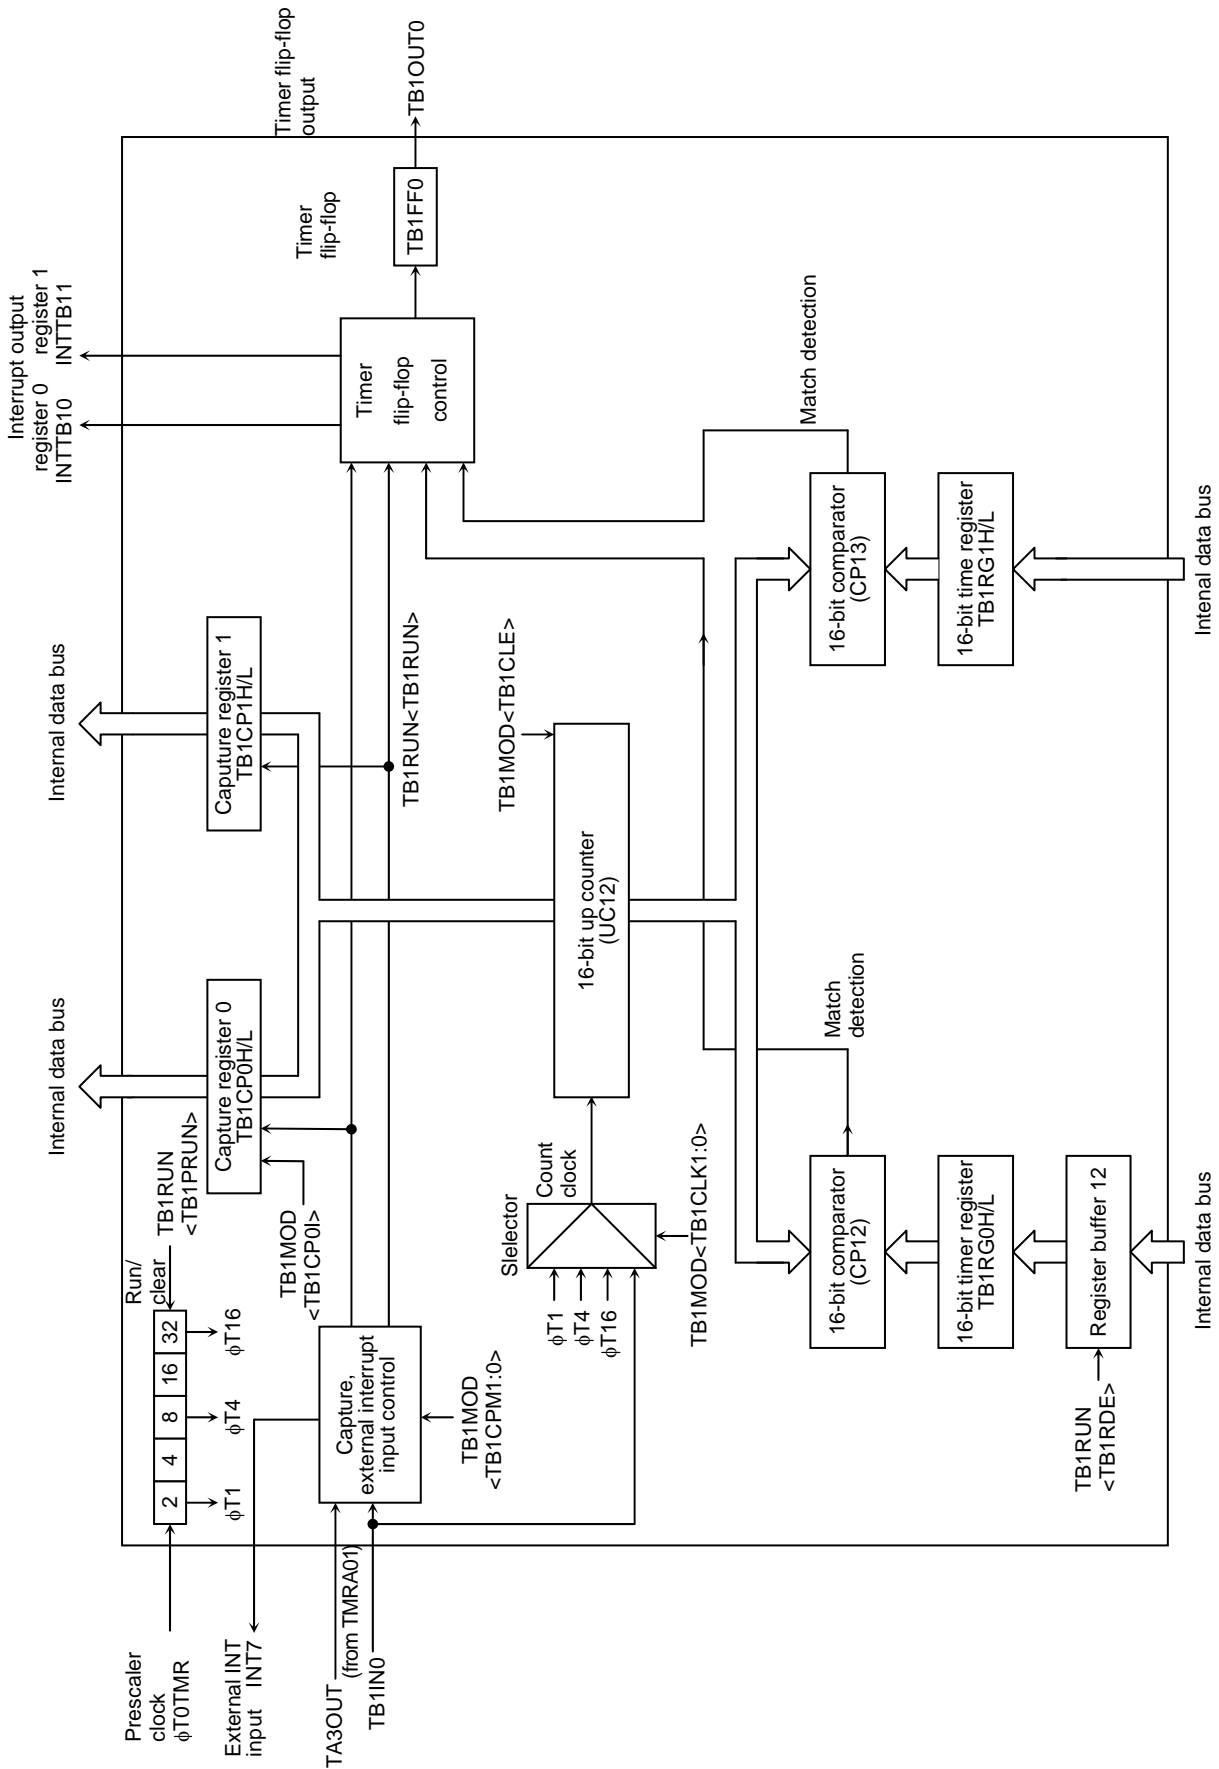 Prescaler
clock
ϕT0TMR
2
4
8
16
32
Run/
clear
TB1RUN
<TB1PRUN>
ϕT1
ϕT4
ϕT16
External INT
input INT7
TA3OUT
(from TMRA01)
TB1IN0
Capture,
external interrupt
input control
TB1MOD
<TB1CPM1:0>
TB1MOD
<TB1CP0I>
Internal data bus
Capture register 0
TB1CP0H/L
Internal data bus
Caputure register 1
TB1CP1H/L
TB1RUN<TB1RUN>
Interrupt output
register 0
INTTB10
register 1
INTTB11
Timer
flip-flop
control
Timer
flip-flop
TB1FF0
Timer flip-flop
output
TB1OUT0
Slelector
ϕT1
ϕT4
ϕT16
Count
clock
TB1MOD<TB1CLK1:0>
16-bit up counter
(UC12)
TB1MOD<TB1CLE>
Match
detection
Match detection
16-bit comparator
(CP12)
16-bit timer register
TB1RG0H/L
Register buffer 12
TB1RUN
<TB1RDE>
Internal data bus
16-bit comparator
(CP13)
16-bit time register
TB1RG1H/L
Intenal data bus